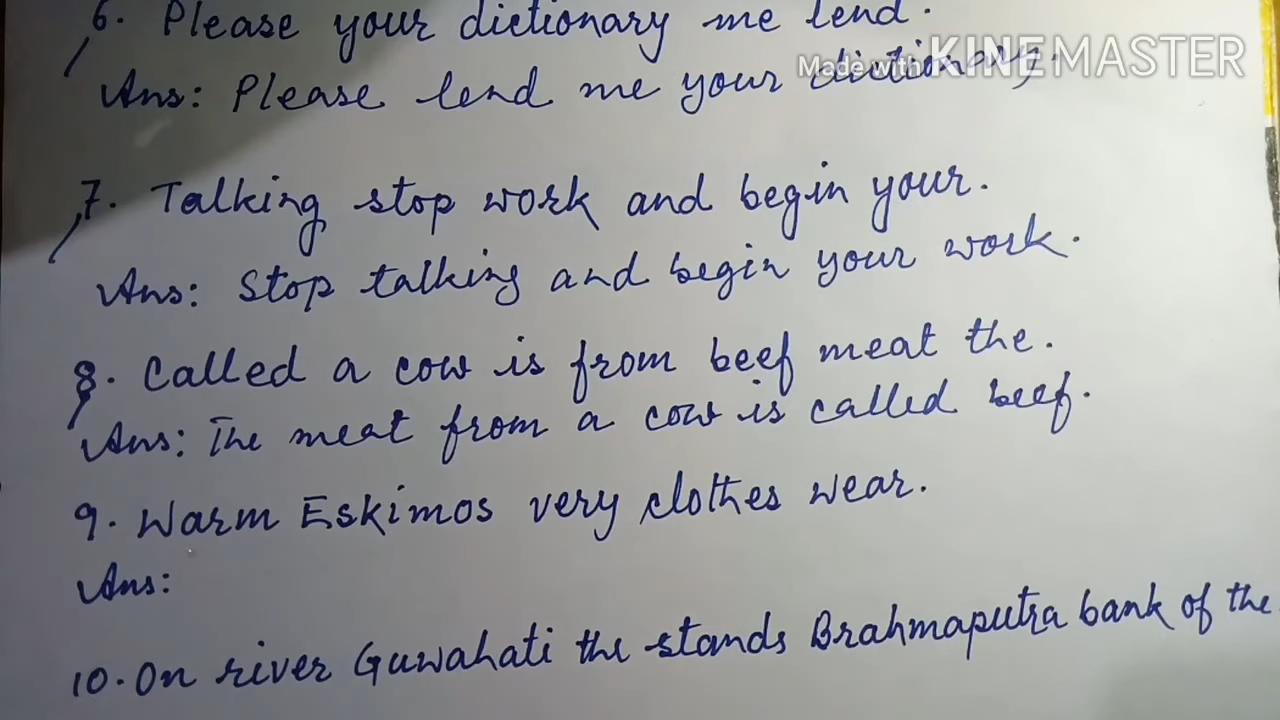 6. Please your dictionary me lend.
Made with KINEMASTER
Ans: Please lend me your dictionary.
7. Talking stop work and begin your.
Ans: Stop talking and begin your work.
8. Called a cow is from beef meat the.
Ans: The meat from a cow is called beef.
9. Warm Eskimos very clothes wear.
Ans:
10. On river Guwahati the stands Brahmaputra bank of the